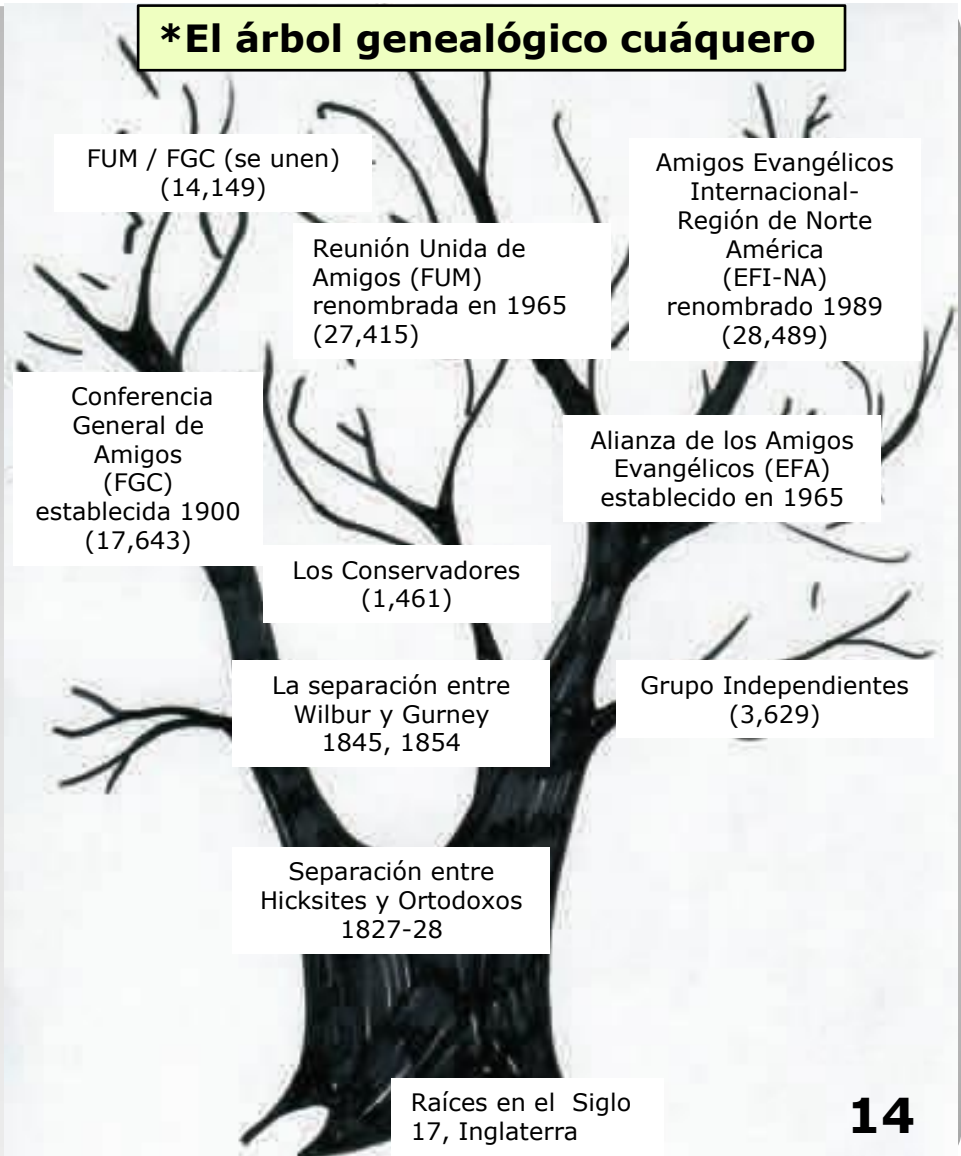 *El árbol genealógico cuáquero
FUM / FGC (se unen)
(14,149)
Reunión Unida de
Amigos (FUM)
renombrada en 1965
(27,415)
Amigos Evangélicos
Internacional-
Región de Norte
América
(EFI-NA)
renombrado 1989
(28,489)
Conferencia
General de
Amigos
(FGC)
establecida 1900
(17,643)
Alianza de los Amigos
Evangélicos (EFA)
establecido en 1965
Los Conservadores
(1,461)
La separación entre
Wilbur y Gurney
1845, 1854
Grupo Independientes
(3,629)
Separación entre
Hicksites y Ortodoxos
1827-28
Raíces en el Siglo
17, Inglaterra
14